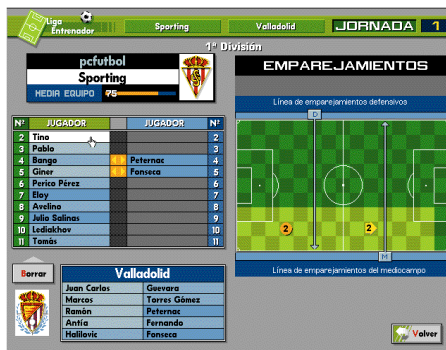 Liga
Entrenador
Sporting
Valladolid
JORNADA 1
1ª División
pcfutbol
Sporting
MEDIA EQUIPO 75
EMPAREJAMIENTOS
Línea de emparejamientos defensivos
D
Nº JUGADOR JUGADOR Nº
2 Tino 2
3 Pablo 3
4 Bango Peternac 4
5 Giner Fonseca 5
6 Perico Pérez 6
7 Eloy 7
8 Avelino 8
9 Julio Salinas 9
10 Lediakhov 10
11 Tomás 11
2 2
M
Línea de emparejamientos del mediocampo
Borrar
Valladolid
Juan Carlos Guevara
Marcos Torres Gómez
Ramón Peternac
Antía Fernando
Halilovic Fonseca
Volver